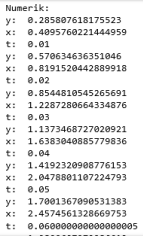 Numerik:
y: 0.285807618175523
x: 0.4095760221444959
t: 0.01
y: 0.570634636351046
x: 0.8191520442889918
t: 0.02
y: 0.8544810545265691
x: 1.2287280664334876
t: 0.03
y: 1.1373468727020921
x: 1.6383040885779836
t: 0.04
y: 1.4192320908776153
x: 2.0478801107224793
t: 0.05
y: 1.7001367090531383
x: 2.4574561328669753
t: 0.060000000000000005